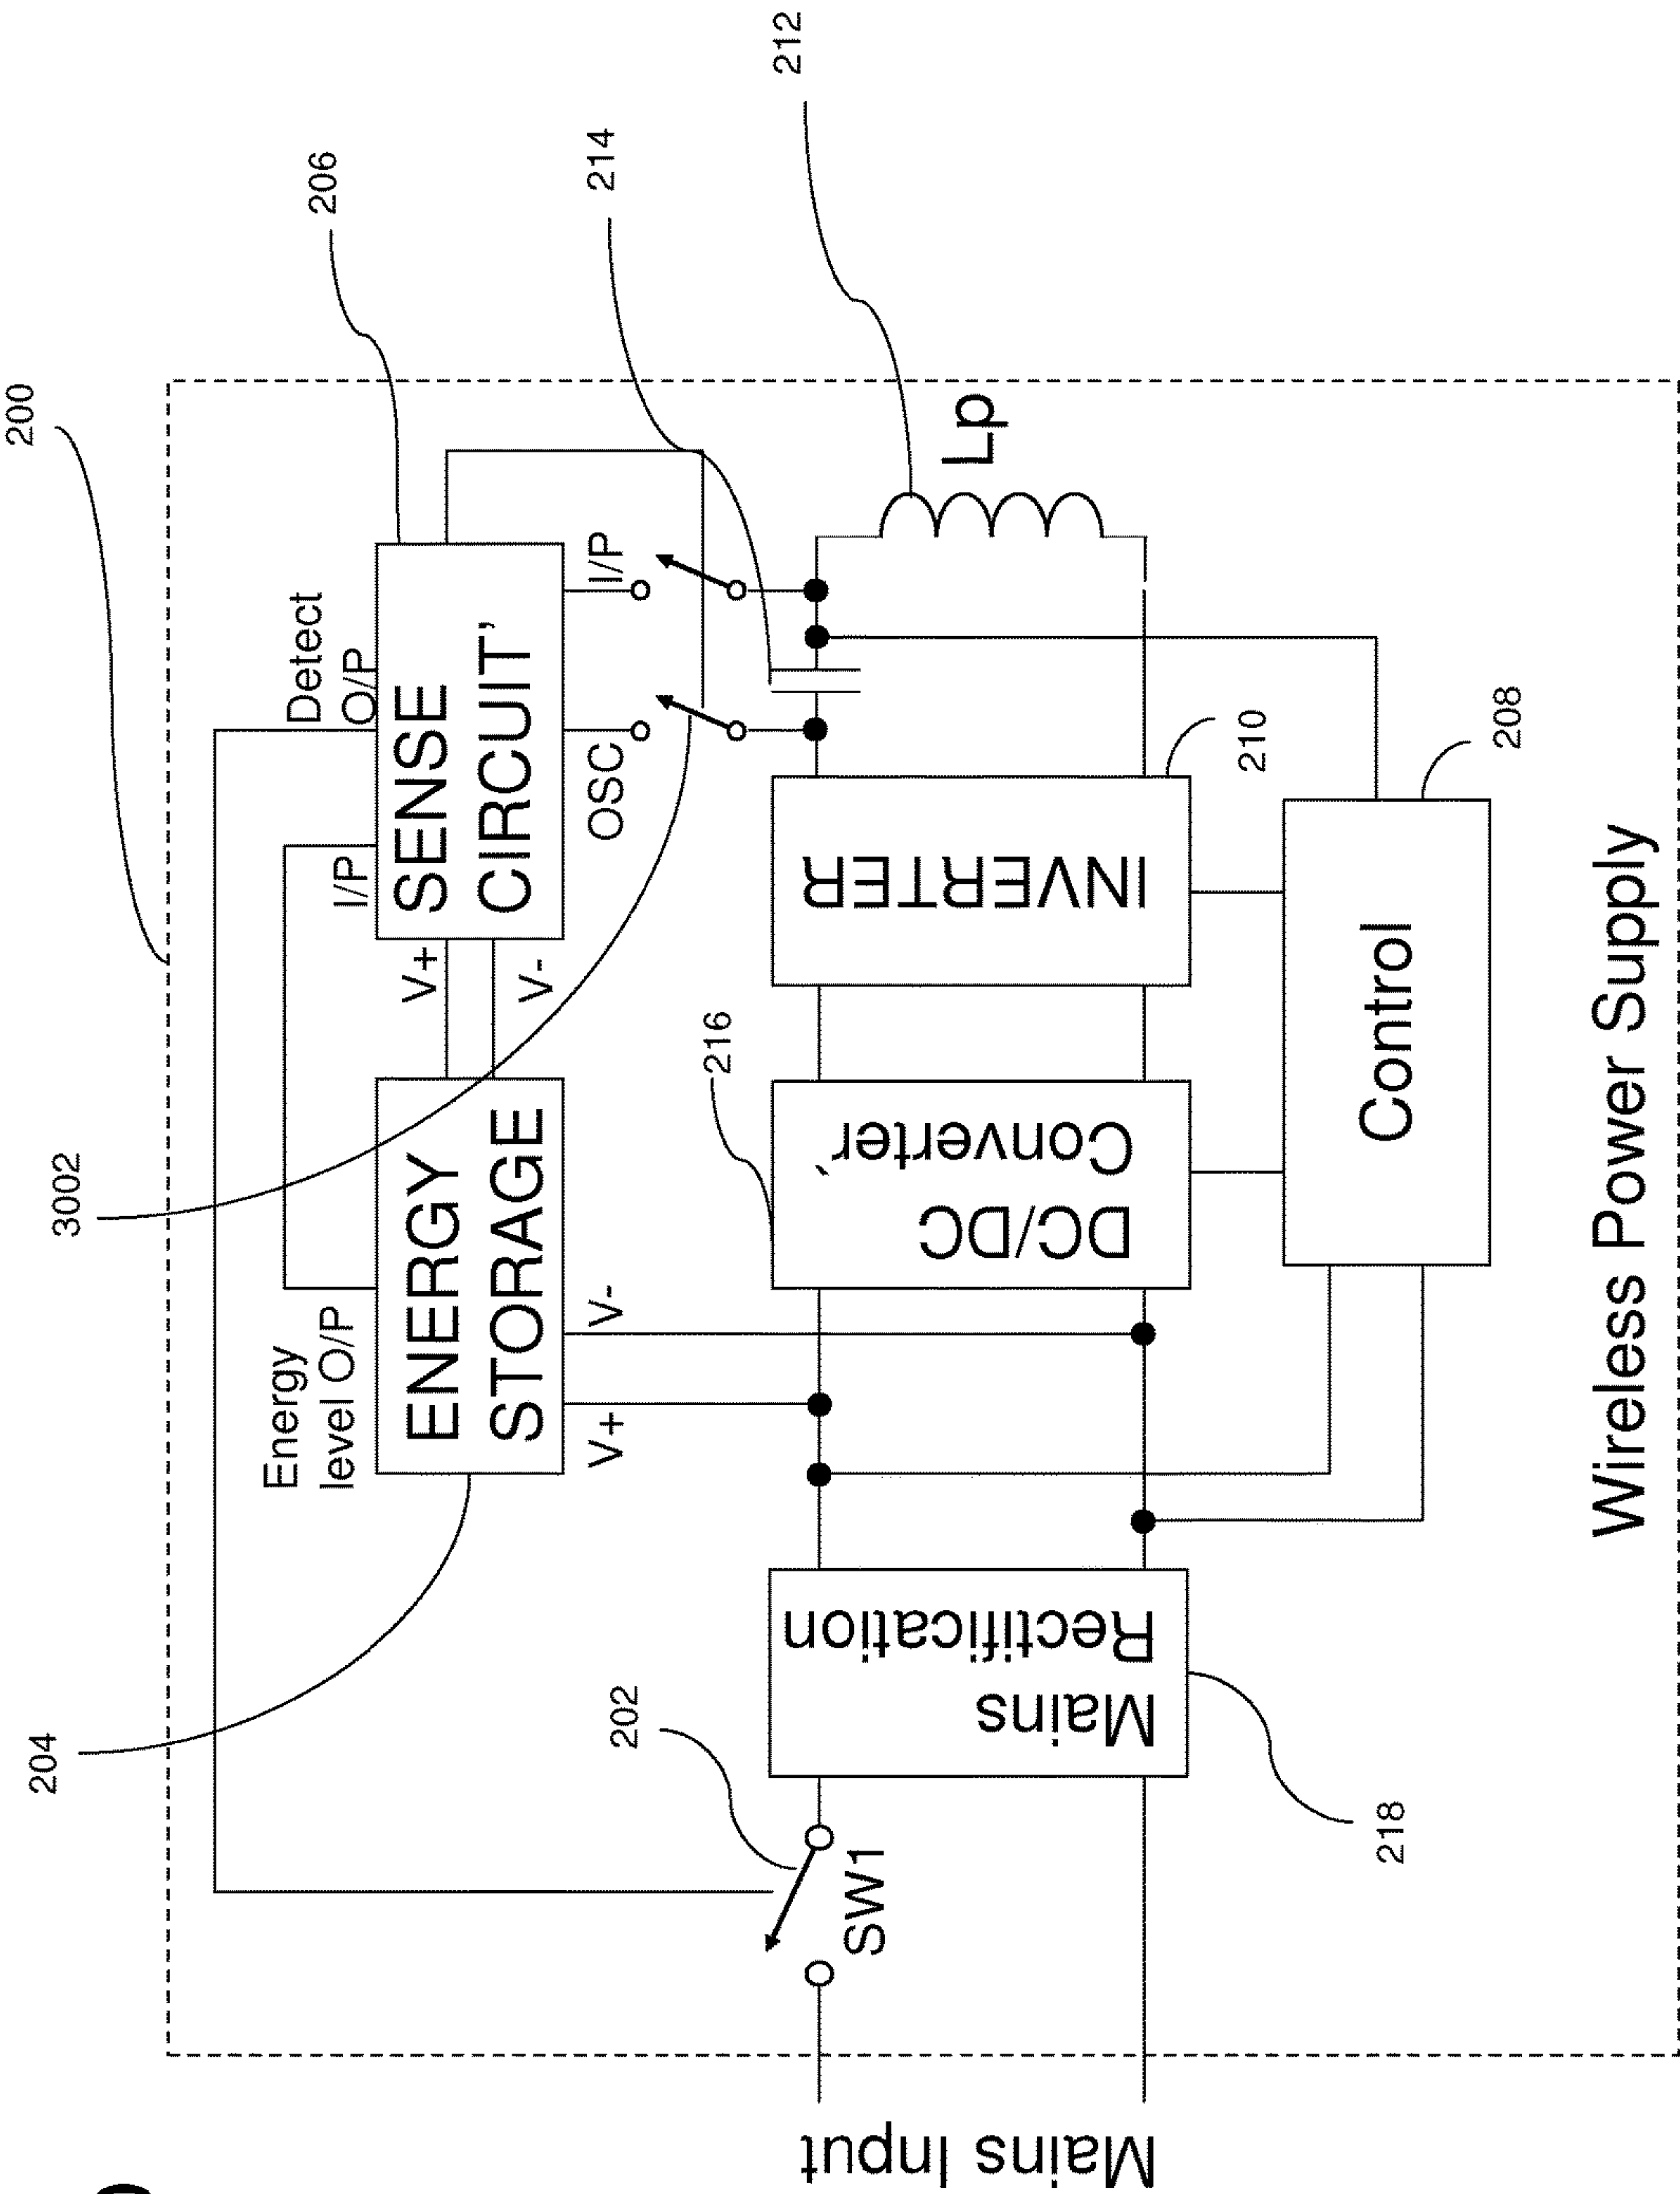 200
206
214
212
3002
204
Detect
O/P
I/P
Energy
level O/P
ENERGY
STORAGE
V+
V-
SENSE
CIRCUIT'
V+
V-
OSC
I/P
202
216
SW1
Mains Input
Mains
Rectification
DC/DC
Converter`
INVERTER
Lp
218
210
208
Control
Wireless Power Supply